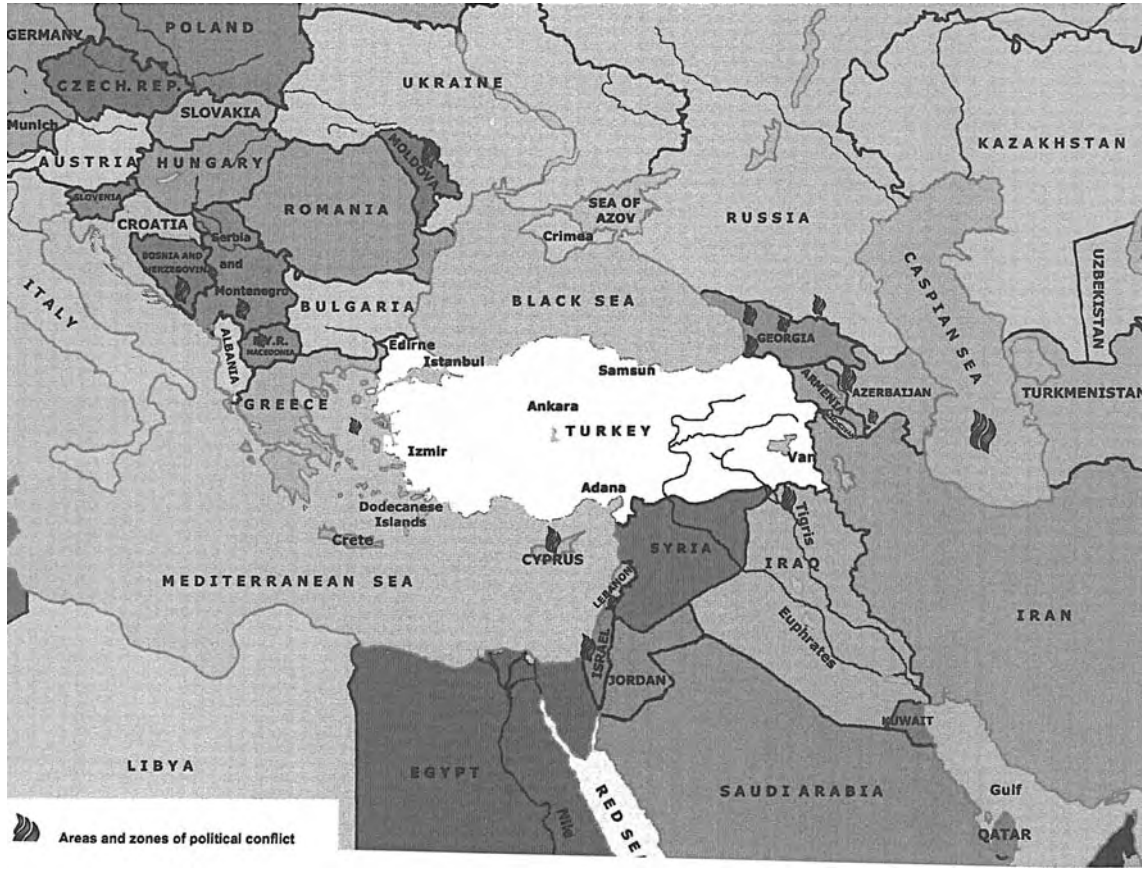 GERMANY
POLAND
CZECH. REP.
UKRAINE
SLOVAKIA
Munich
KAZAKHSTAN
AUSTRIA
HUNGARY
MOLDOVA
SLOVENIA
ROMANIA
SEA OF
AZOV
RUSSIA
CROATIA
Crimea
Serbia
and
Montenegro
BOSNIA AND
HERZEGOVIN
UZBEKISTAN
CASPIAN SEA
ITALY
BULGARIA
BLACK SEA
GEORGIA
F.Y.R.
MACEDONIA
ALBANIA
Edirne
Istanbul
Samsun
ARMENIA
AZERBAIJAN
TURKMENISTAN
GREECE
Ankara
TURKEY
Izmir
Van
Adana
Dodecanese
Islands
Tigris
Crete
CYPRUS
SYRIA
IRAQ
MEDITERRANEAN SEA
LEBANON
IRAN
Euphrates
ISRAEL
JORDAN
KUWAIT
LIBYA
EGYPT
SAUDI ARABIA
Gulf
RED SE
Nile
QATAR
Areas and zones of political conflict